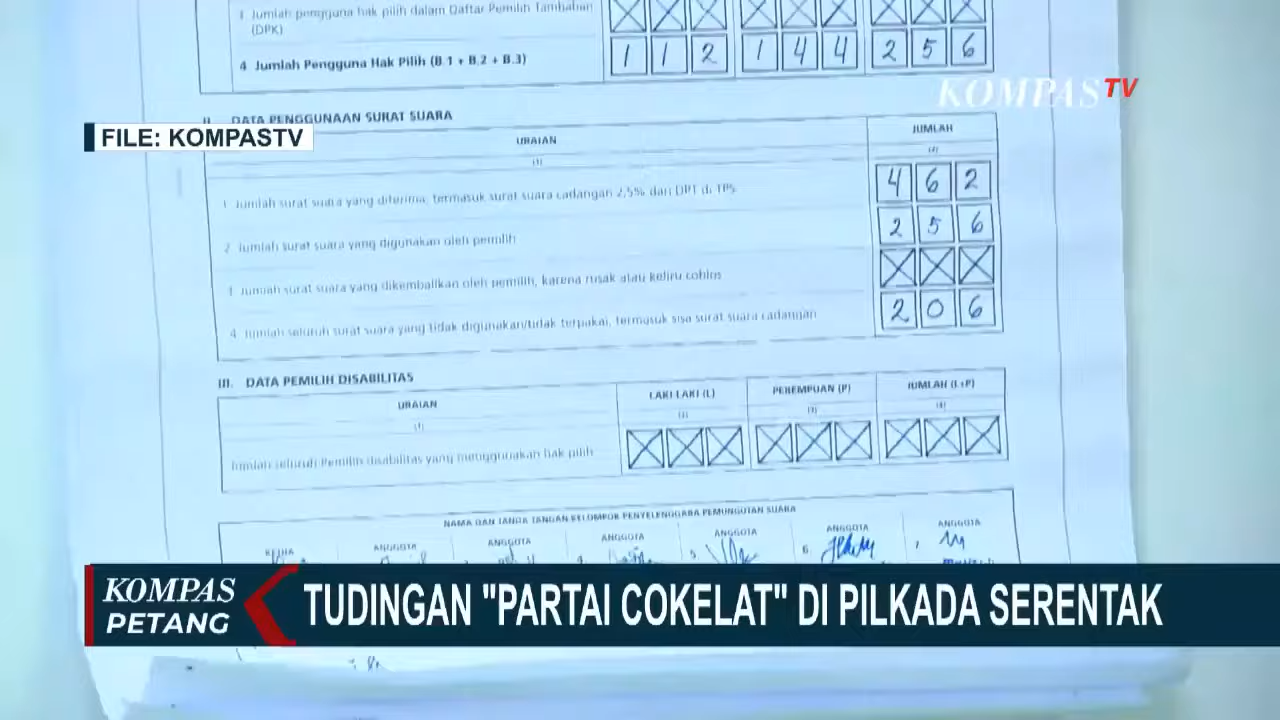 3 Jumlah pengguna hak pilih dalam Daftar Pemilih Tambahan
(DPK)
4 Jumlah Pengguna Hak Pilih (B.1 + B.2 + B.3)
1 1 2 1 4 4 2 5 6
KOMPAS TV
II. DATA PENGGUNAAN SURAT SUARA
FILE: KOMPASTV
URAIAN
JUMLAH
(1)
1. Jumlah surat suara yang diterima, termasuk surat suara cadangan 2,5% dari DPT di TPS
4 6 2
2. Jumlah surat suara yang digunakan oleh pemilih
2 5 6
3. Jumlah surat suara yang dikembalikan oleh pemilih, karena rusak atau keliru coblos
4. Jumlah seluruh surat suara yang tidak digunakan/tidak terpakai, termasuk sisa surat suara cadangan
2 0 6
III. DATA PEMILIH DISABILITAS
URAIAN
LAKI LAKI (L)
PEREMPUAN (P)
JUMLAH (L+P)
(1)
(2)
(3)
(4)
Jumlah seluruh Pemilih disabilitas yang menggunakan hak pilih
NAMA DAN TANDA TANGAN KELOMPOK PENYELENGGARA PEMUNGUTAN SUARA
KETUA ANGGOTA ANGGOTA ANGGOTA ANGGOTA ANGGOTA ANGGOTA
KOMPAS
PETANG
TUDINGAN "PARTAI COKELAT" DI PILKADA SERENTAK